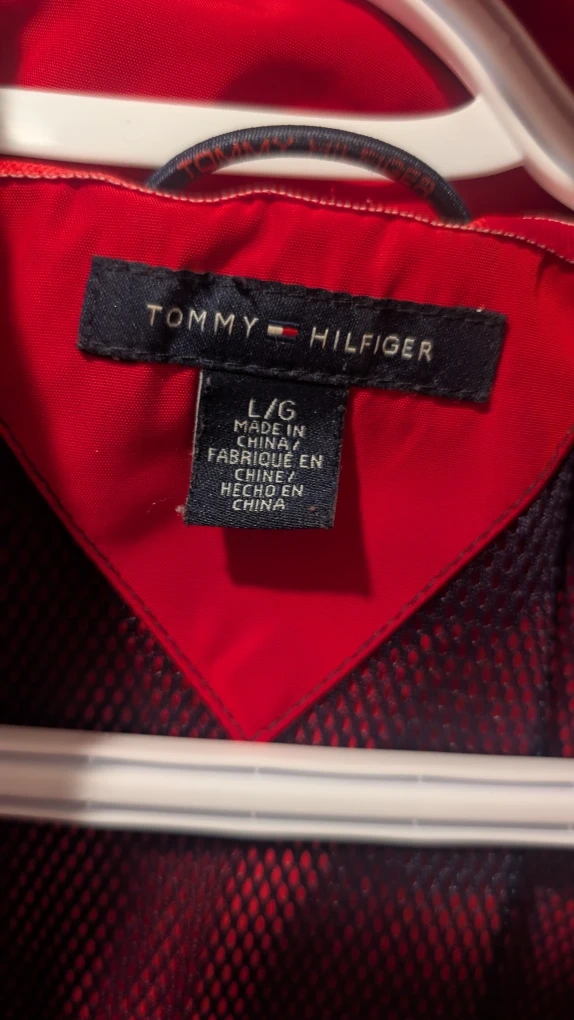 TOMMY HILFIGER
TOMMY HILFIGER
L/G
MADE IN
CHINA/
FABRIQUÉ EN
CHINE/
HECHO EN
CHINA